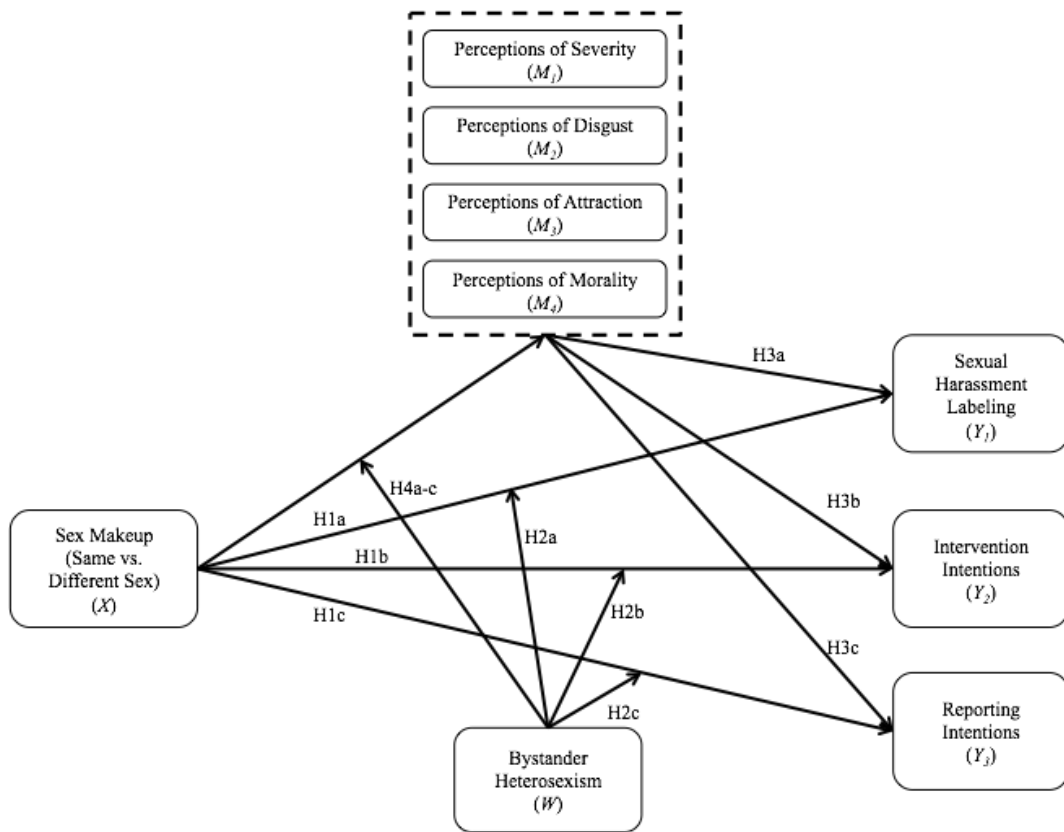 Perceptions of Severity
(M1)
Perceptions of Disgust
(M2)
Perceptions of Attraction
(M3)
Perceptions of Morality
(M4)
H3a
Sexual
Harassment
Labeling
(Y1)
H4a-c
H3b
H1a
H2a
Sex Makeup
(Same vs.
Different Sex)
(X)
H1b
Intervention
Intentions
(Y2)
H1c
H2b
H3c
H2c
Reporting
Intentions
(Y3)
Bystander
Heterosexism
(W)